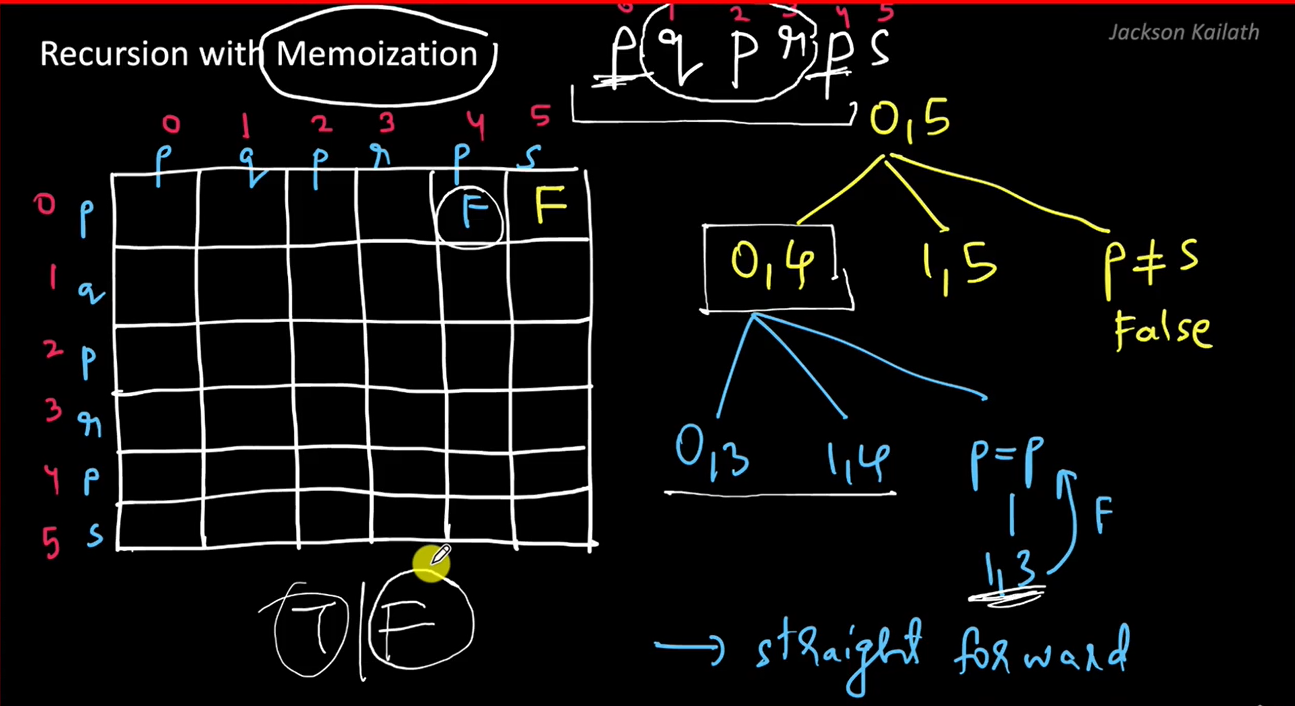 Jackson Kailath
Recursion with Memoization
0 1 2 3 4 5
p q p r p s
0 1 2 3 4 5
p q p r p s
0 p F F
1 q
2 p
3 r
4 p
5 s
T | F
0,5
0,4 1,5 p ≠ s
False
0,3 1,4 p = p
F
1,3
→ straight forward